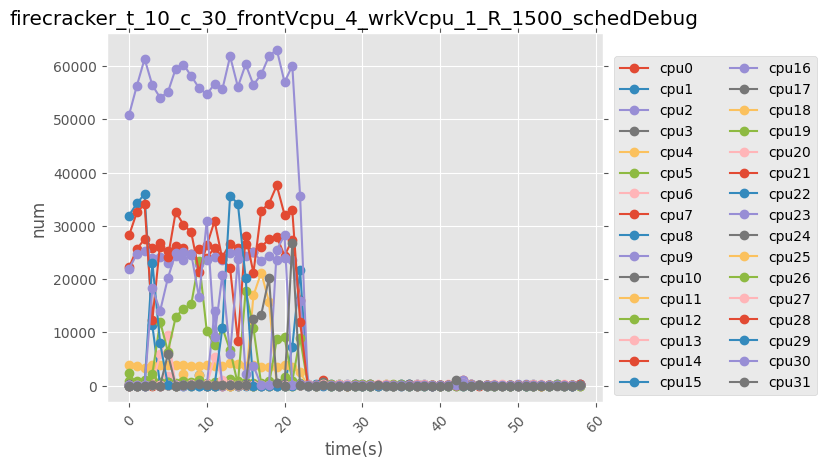 firecracker_t_10_c_30_frontVcpu_4_wrkVcpu_1_R_1500_schedDebug
num
60000
50000
40000
30000
20000
10000
0
0
10
20
30
40
50
60
time(s)
cpu0
cpu1
cpu2
cpu3
cpu4
cpu5
cpu6
cpu7
cpu8
cpu9
cpu10
cpu11
cpu12
cpu13
cpu14
cpu15
cpu16
cpu17
cpu18
cpu19
cpu20
cpu21
cpu22
cpu23
cpu24
cpu25
cpu26
cpu27
cpu28
cpu29
cpu30
cpu31